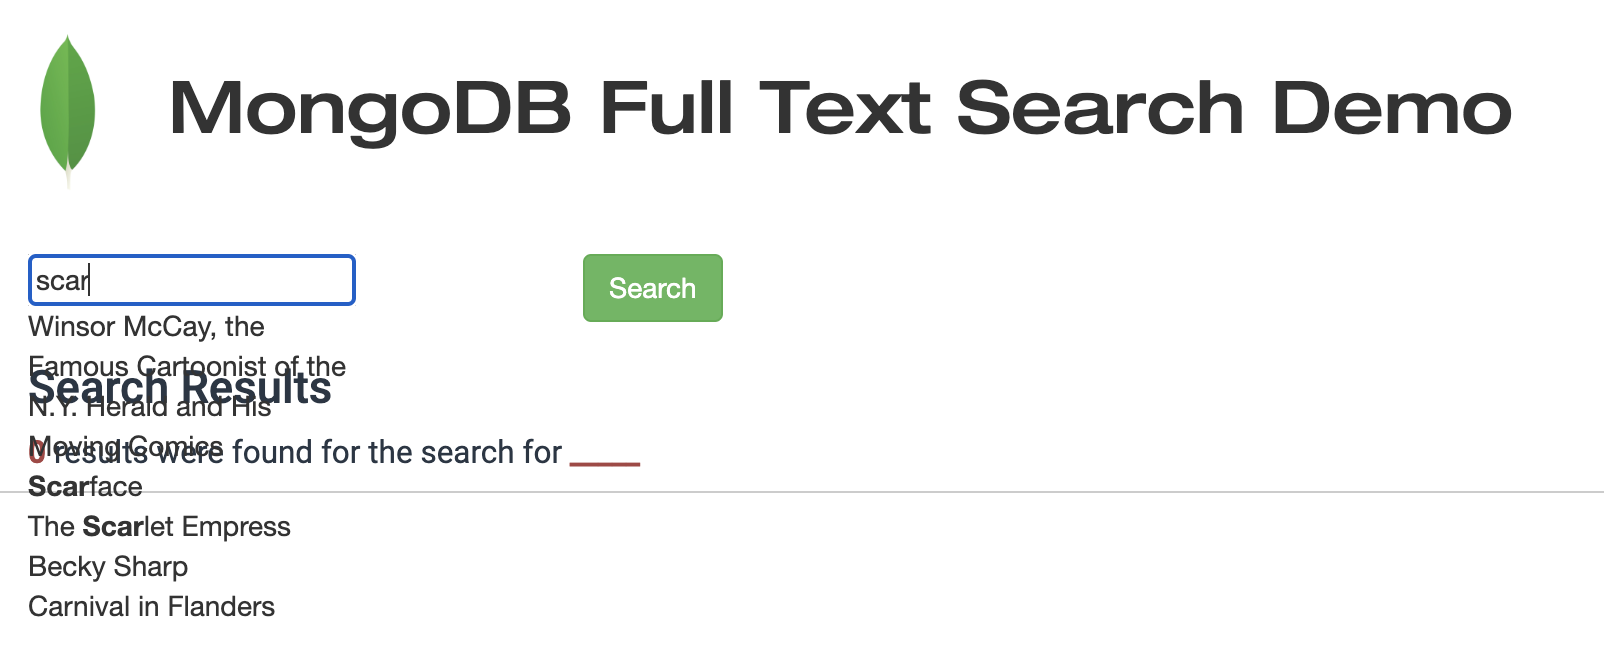 MongoDB Full Text Search Demo
scar
Search
Winsor McCay, the
Famous Cartoonist of the
Search Results
N.Y. Herald and His
Moving Comics
0 results were found for the search for
Scarface
The Scarlet Empress
Becky Sharp
Carnival in Flanders